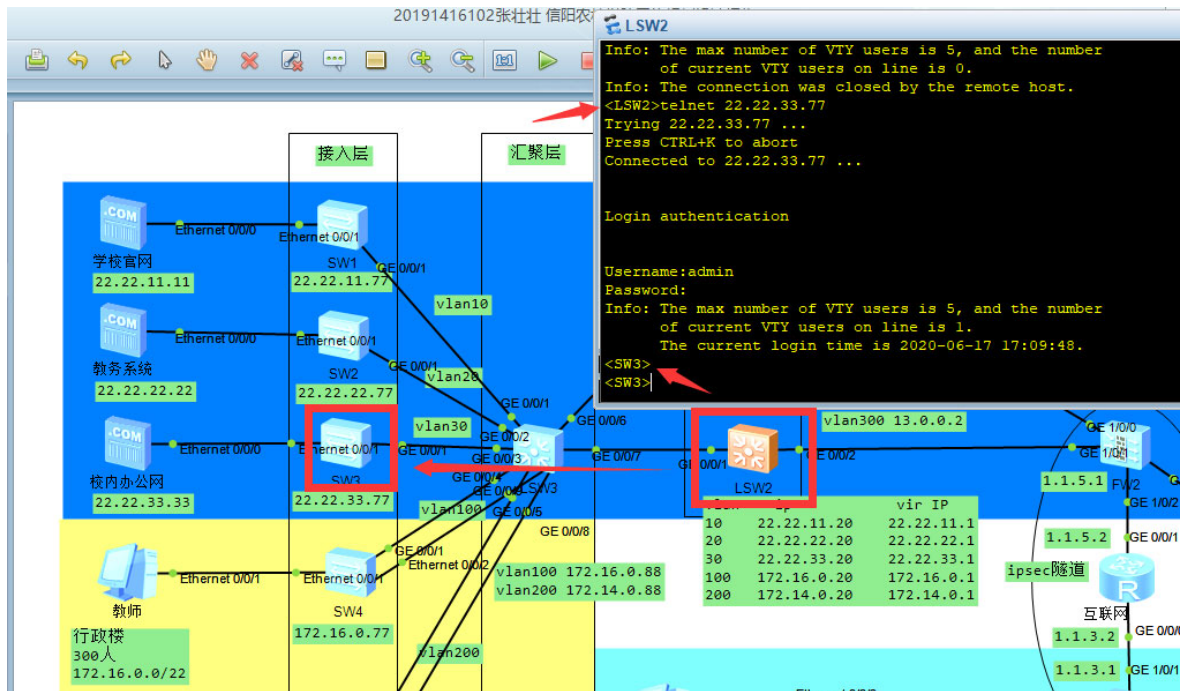 20191416102张壮壮 信阳农
LSW2
Info: The max number of VTY users is 5, and the number
of current VTY users on line is 0.
Info: The connection was closed by the remote host.
<LSW2>telnet 22.22.33.77
Trying 22.22.33.77 ...
Press CTRL+K to abort
Connected to 22.22.33.77 ...
Login authentication
Username:admin
Password:
Info: The max number of VTY users is 5, and the number
of current VTY users on line is 1.
The current login time is 2020-06-17 17:09:48.
<SW3>
<SW3>
接入层
汇聚层
Ethernet 0/0/0
Ethernet 0/0/1
学校官网
22.22.11.11
SW1
22.22.11.77
GE 0/0/1
vlan10
Ethernet 0/0/0
Ethernet 0/0/1
教务系统
22.22.22.22
SW2
22.22.22.77
GE 0/0/1
vlan20
GE 0/0/1
GE 0/0/6
vlan30
GE 0/0/2
Ethernet 0/0/0
Ethernet 0/0/1
GE 0/0/1
GE 0/0/3
GE 0/0/7
校内办公网
22.22.33.33
SW3
22.22.33.77
GE 0/0/4
LSW3
vlan100
GE 0/0/5
GE 0/0/8
GE 0/0/1
GE 0/0/2
LSW2
vlan300 13.0.0.2
GE 1/0/0
GE 1/0/1
1.1.5.1
FW2
GE 1/0/2
vlan ip vir IP
10 22.22.11.20 22.22.11.1
20 22.22.22.20 22.22.22.1
30 22.22.33.20 22.22.33.1
100 172.16.0.20 172.16.0.1
200 172.14.0.20 172.14.0.1
1.1.5.2
GE 0/0/1
ipsec隧道
互联网
1.1.3.2
GE 0/0/0
1.1.3.1
GE 1/0/1
GE 0/0/1
Ethernet 0/0/2
Ethernet 0/0/1
Ethernet 0/0/1
教师
SW4
172.16.0.77
vlan100 172.16.0.88
vlan200 172.14.0.88
行政楼
300人
172.16.0.0/22
vlan200